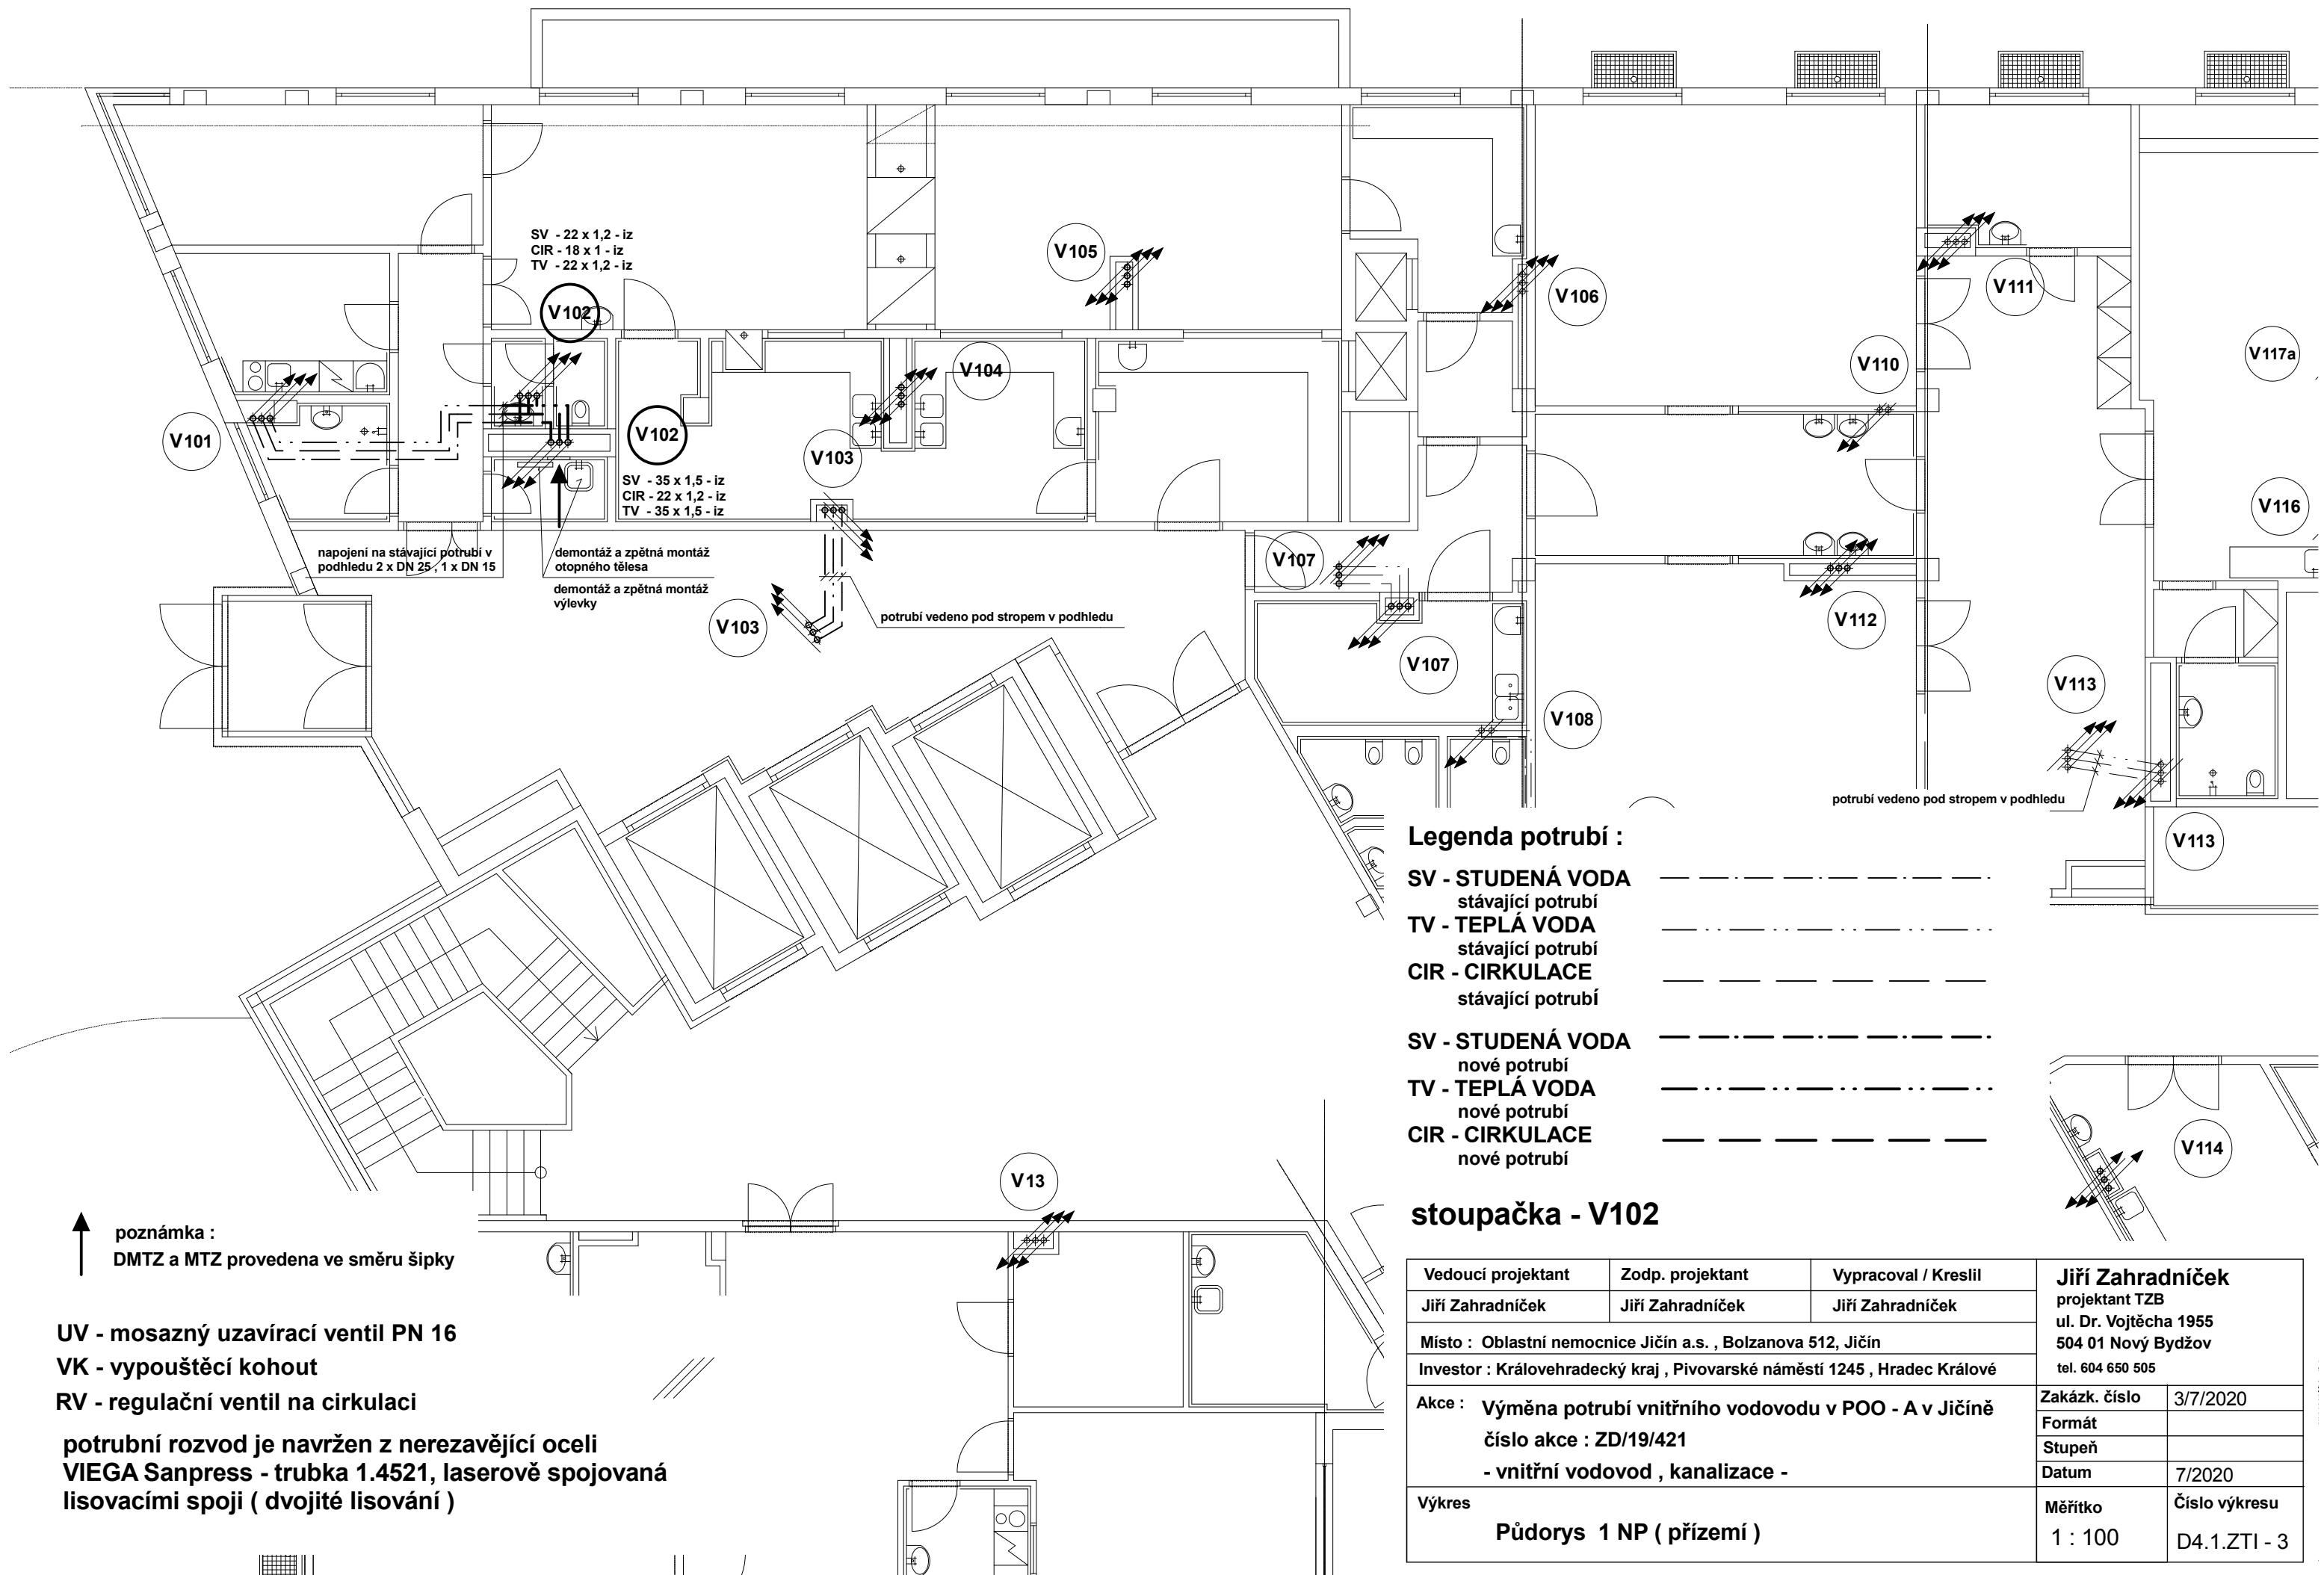 SV - 22 x 1,2 - iz
CIR - 18 x 1 - iz
TV - 22 x 1,2 - iz
V102
V105
V106
V111
V117a
V110
V104
V101
V102
V103
SV - 35 x 1,5 - iz
CIR - 22 x 1,2 - iz
TV - 35 x 1,5 - iz
V116
napojení na stávající potrubí v
podhledu 2 x DN 25 , 1 x DN 15
demontáž a zpětná montáž
otopného tělesa
demontáž a zpětná montáž
výlevky
V107
V103
potrubí vedeno pod stropem v podhledu
V112
V107
V113
V108
potrubí vedeno pod stropem v podhledu
V113
Legenda potrubí :
SV - STUDENÁ VODA
stávající potrubí
TV - TEPLÁ VODA
stávající potrubí
CIR - CIRKULACE
stávající potrubí
SV - STUDENÁ VODA
nové potrubí
TV - TEPLÁ VODA
nové potrubí
CIR - CIRKULACE
nové potrubí
V114
V13
stoupačka - V102
poznámka :
DMTZ a MTZ provedena ve směru šipky
UV - mosazný uzavírací ventil PN 16
VK - vypouštěcí kohout
RV - regulační ventil na cirkulaci
potrubní rozvod je navržen z nerezavějící oceli
VIEGA Sanpress - trubka 1.4521, laserově spojovaná
lisovacími spoji ( dvojité lisování )
Vedoucí projektant
Zodp. projektant
Vypracoval / Kreslil
Jiří Zahradníček
Jiří Zahradníček
Jiří Zahradníček
Jiří Zahradníček
projektant TZB
ul. Dr. Vojtěcha 1955
504 01 Nový Bydžov
tel. 604 650 505
Místo : Oblastní nemocnice Jičín a.s. , Bolzanova 512, Jičín
Investor : Královehradecký kraj , Pivovarské náměstí 1245 , Hradec Králové
Akce : Výměna potrubí vnitřního vodovodu v POO - A v Jičíně
číslo akce : ZD/19/421
- vnitřní vodovod , kanalizace -
Zakázk. číslo 3/7/2020
Formát
Stupeň
Datum 7/2020
Výkres
Půdorys 1 NP ( přízemí )
Měřítko
1 : 100
Číslo výkresu
D4.1.ZTI - 3